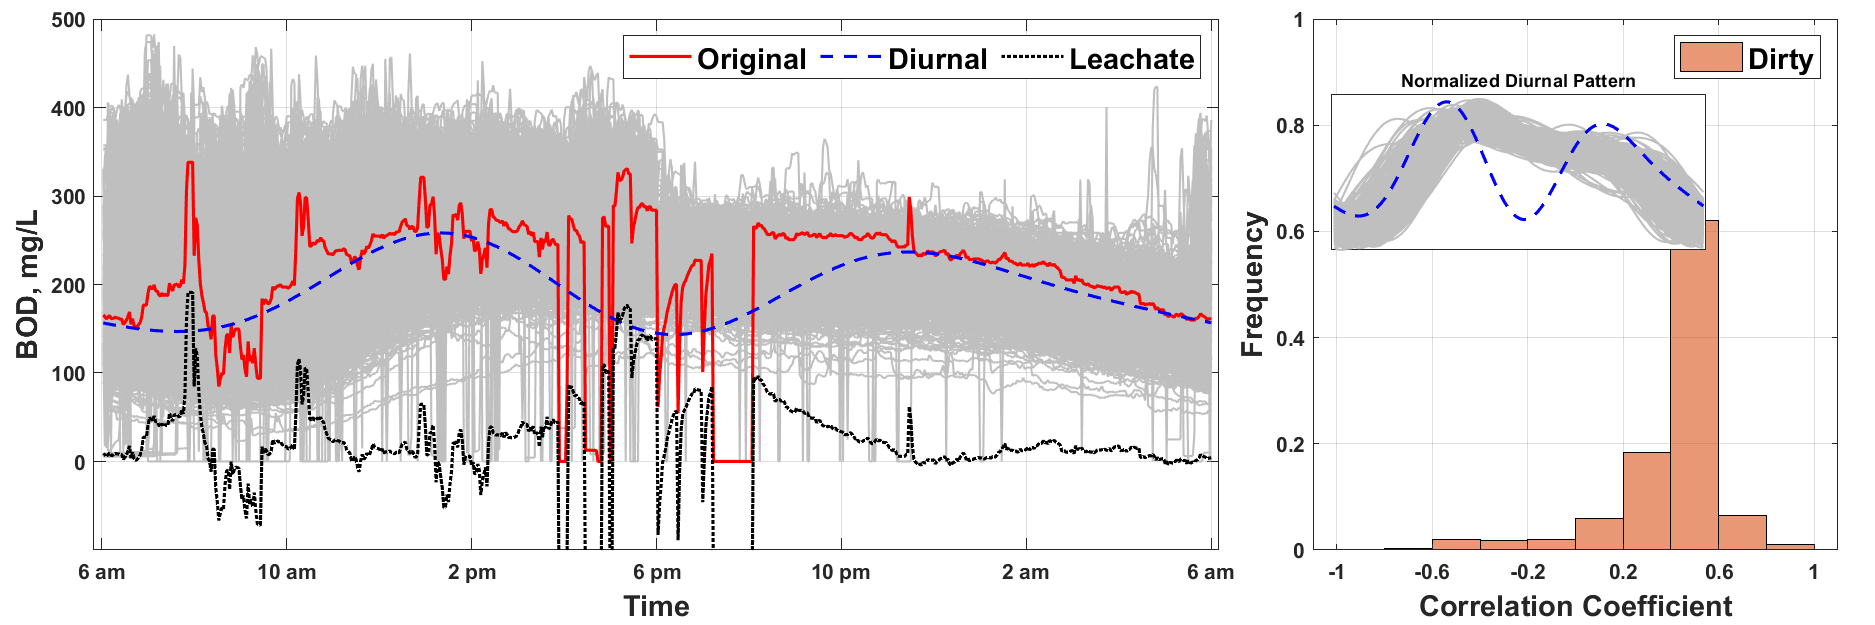 500
400
300
200
100
0
BOD, mg/L
Original Diurnal Leachate
6 am 10 am 2 pm 6 pm 10 pm 2 am 6 am
Time
1
0.8
0.6
0.4
0.2
0
Frequency
Dirty
Normalized Diurnal Pattern
-1 -0.6 -0.2 0.2 0.6 1
Correlation Coefficient